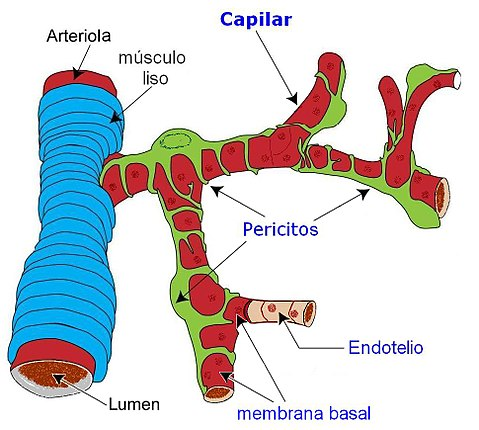 Capilar
Arteriola
músculo
liso
Pericitos
Endotelio
Lumen
membrana basal